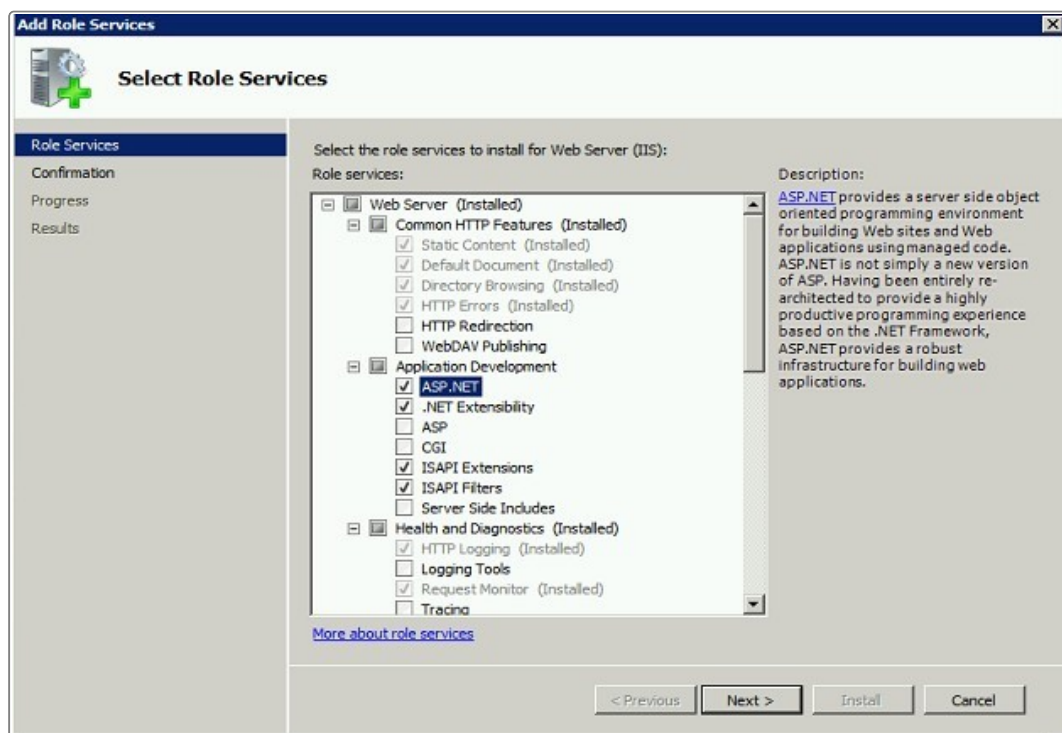 Add Role Services
Select Role Services
Role Services
Confirmation
Progress
Results
Select the role services to install for Web Server (IIS):
Role services:
Web Server (Installed)
Common HTTP Features (Installed)
Static Content (Installed)
Default Document (Installed)
Directory Browsing (Installed)
HTTP Errors (Installed)
HTTP Redirection
WebDAV Publishing
Application Development
ASP.NET
.NET Extensibility
ASP
CGI
ISAPI Extensions
ISAPI Filters
Server Side Includes
Health and Diagnostics (Installed)
HTTP Logging (Installed)
Logging Tools
Request Monitor (Installed)
Tracing
More about role services
Description:
ASP.NET provides a server side object
oriented programming environment
for building Web sites and Web
applications using managed code.
ASP.NET is not simply a new version
of ASP. Having been entirely re-
architected to provide a highly
productive programming experience
based on the .NET Framework,
ASP.NET provides a robust
infrastructure for building web
applications.
< Previous
Next >
Install
Cancel